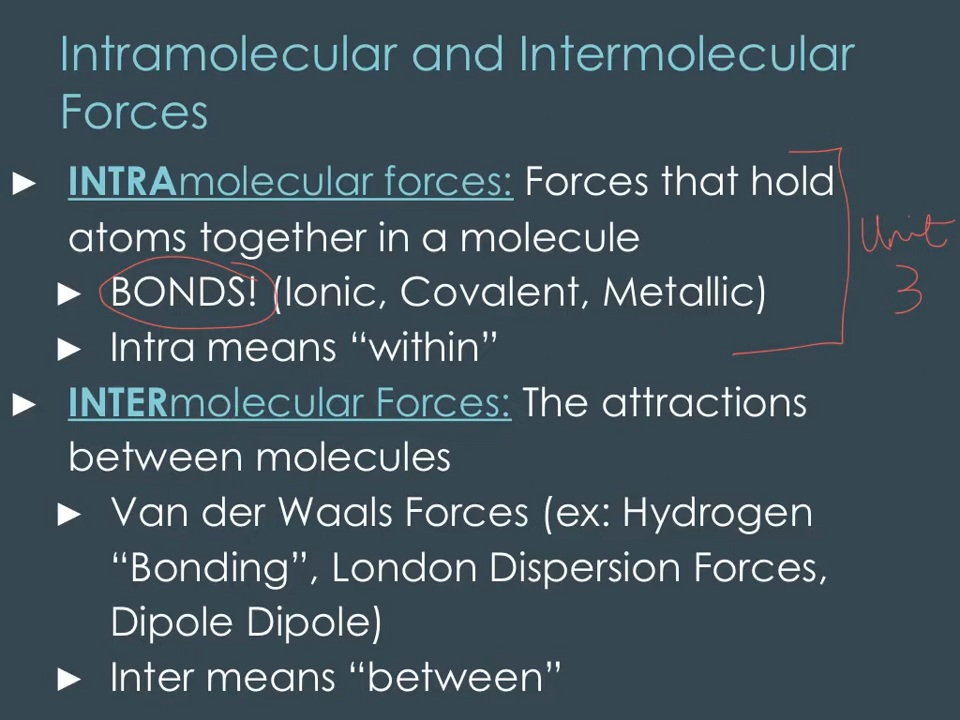 Intramolecular and Intermolecular
Forces
► INTRAmolecular forces: Forces that hold
atoms together in a molecule
► BONDS! (Ionic, Covalent, Metallic)
► Intra means “within”
Unit
3
► INTERmolecular Forces: The attractions
between molecules
► Van der Waals Forces (ex: Hydrogen
“Bonding”, London Dispersion Forces,
Dipole Dipole)
► Inter means “between”